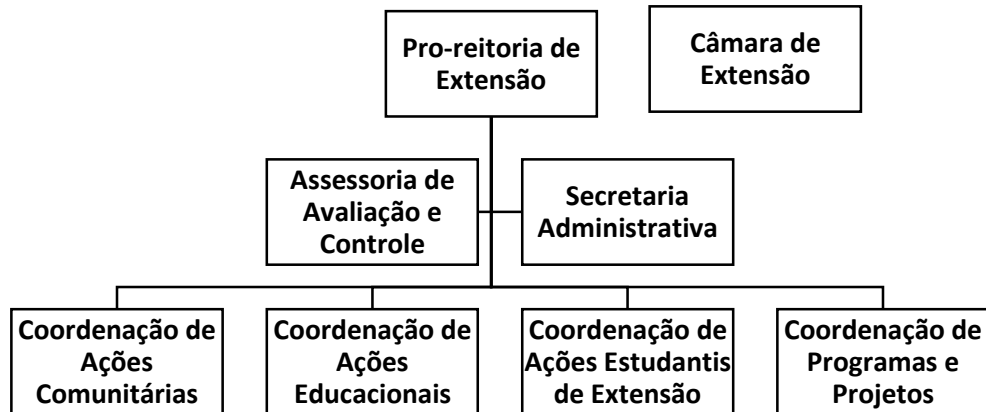 Pro-reitoria de
Extensão
Câmara de
Extensão
Assessoria de
Avaliação e
Controle
Secretaria
Administrativa
Coordenação de
Ações
Comunitárias
Coordenação de
Ações
Educacionais
Coordenação de
Ações Estudantis
de Extensão
Coordenação de
Programas e
Projetos